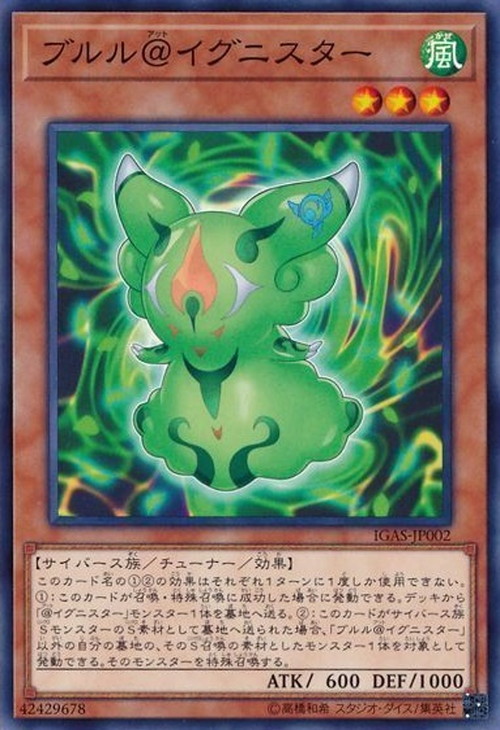 ブルル@イグニスター
アット
風
かぜ
IGAS-JP002
【サイバース族／チューナー／効果】
このカード名の①②の効果はそれぞれ1ターンに1度しか使用できない。
①：このカードが召喚・特殊召喚に成功した場合に発動できる。デッキから
「@イグニスター」モンスター1体を墓地へ送る。②：このカードがサイバース族
SモンスターのS素材として墓地へ送られた場合、「ブルル@イグニスター」
以外の自分の墓地の、そのS召喚の素材としたモンスター1体を対象として
発動できる。そのモンスターを特殊召喚する。
ATK/ 600 DEF/1000
42429678
©高橋和希 スタジオ・ダイス/集英社